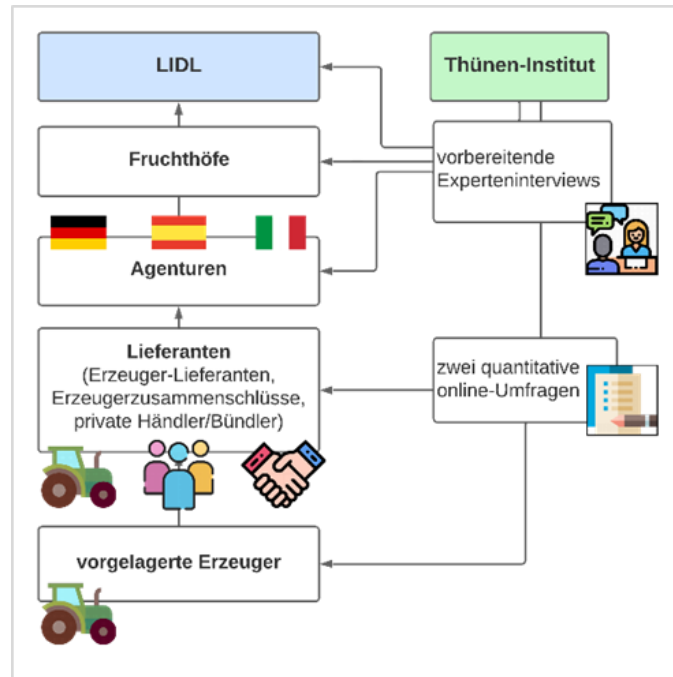 LIDL
Thünen-Institut
Fruchthöfe
vorbereitende
Experteninterviews
Agenturen
Lieferanten
(Erzeuger-Lieferanten,
Erzeugerzusammenschlüsse,
private Händler/Bündler)
zwei quantitative
online-Umfragen
vorgelagerte Erzeuger